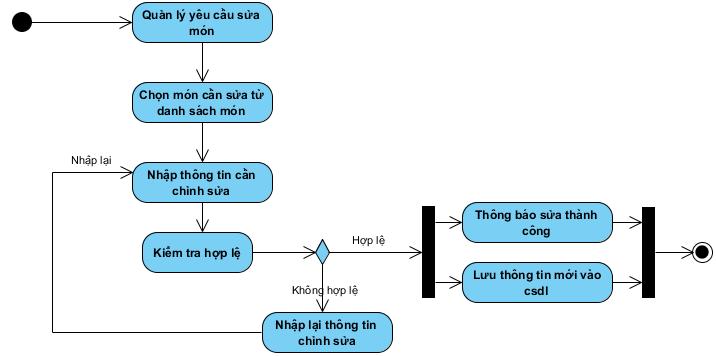 Quản lý yêu cầu sửa
món
Chọn món cần sửa từ
danh sách món
Nhập lại
Nhập thông tin cần
chỉnh sửa
Kiểm tra hợp lệ
Hợp lệ
Thông báo sửa thành
công
Lưu thông tin mới vào
csdl
Không hợp lệ
Nhập lại thông tin
chỉnh sửa